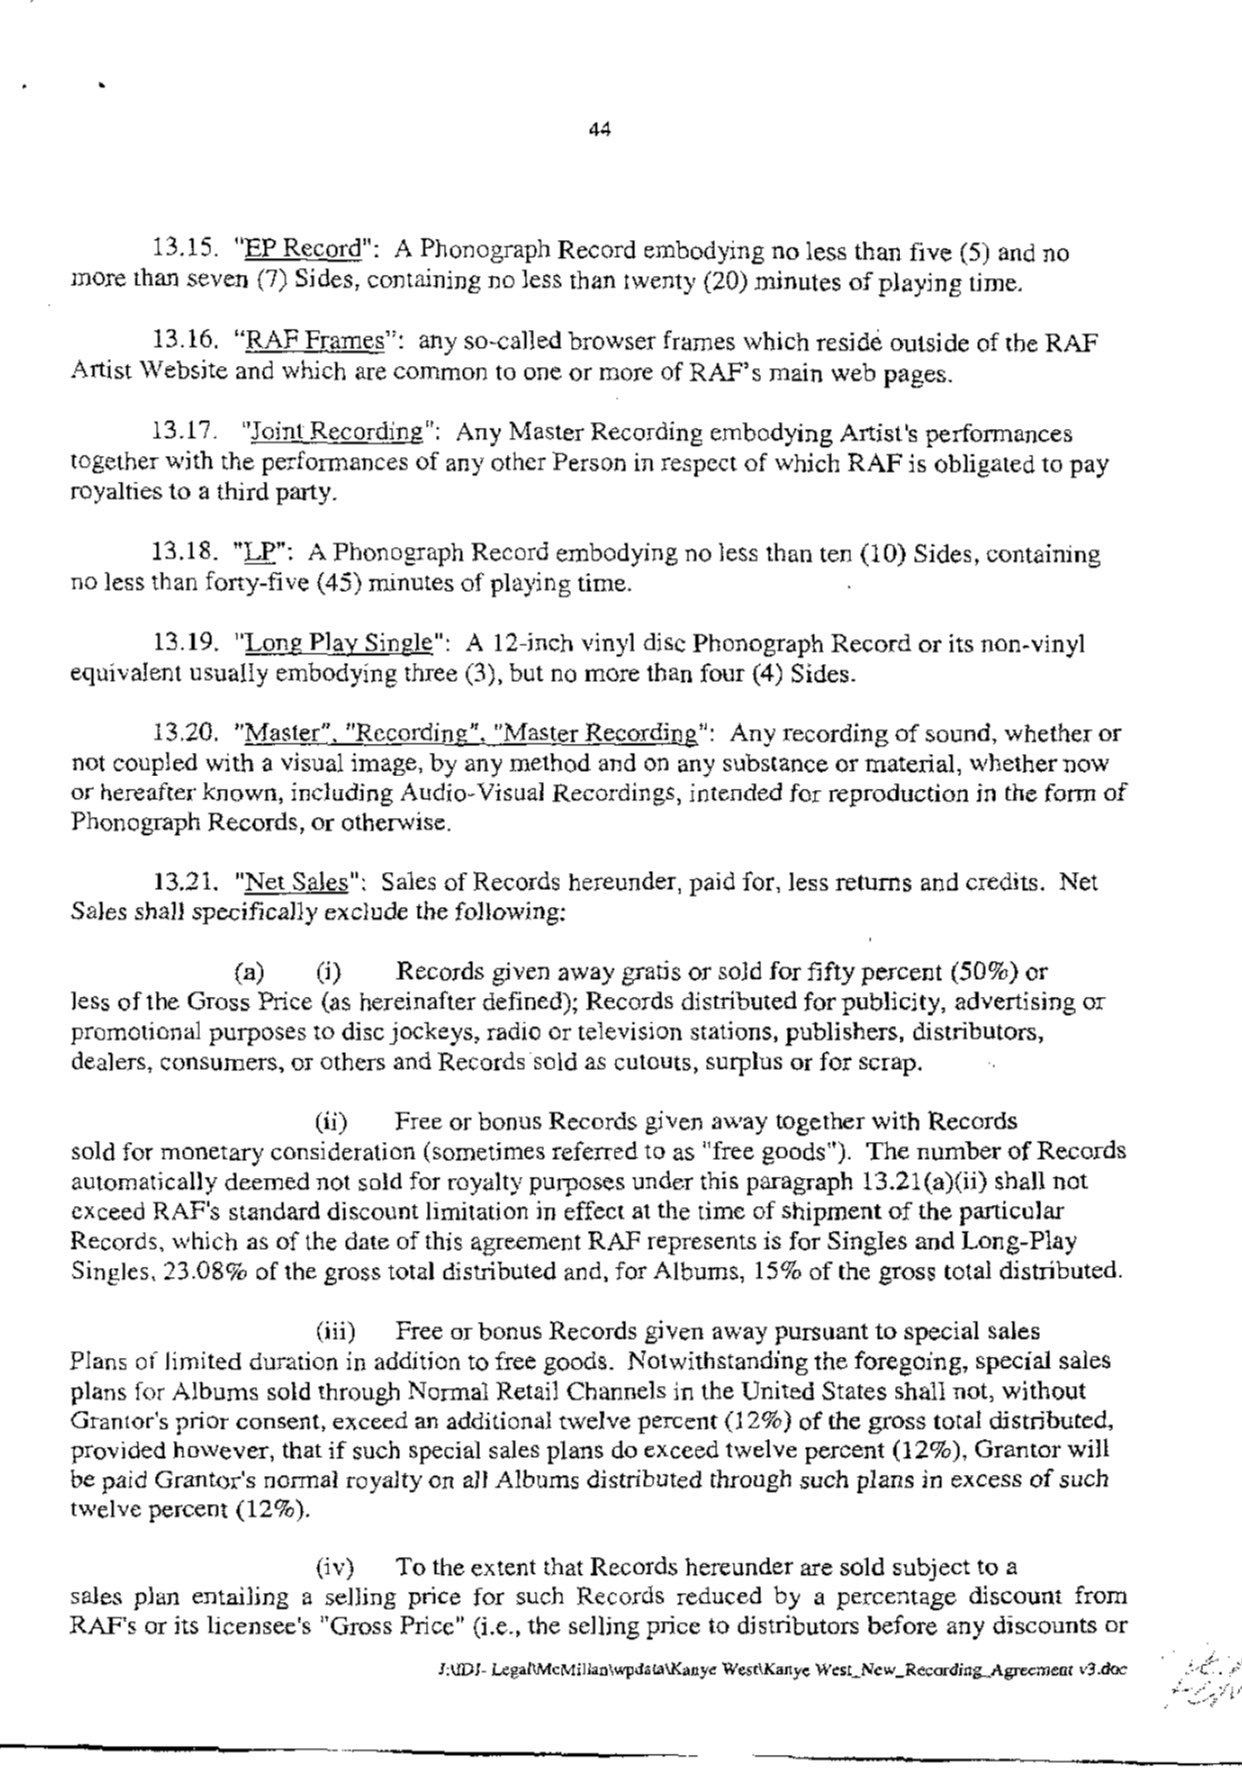 44
13.15. "EP Record": A Phonograph Record embodying no less than five (5) and no
more than seven (7) Sides, containing no less than twenty (20) minutes of playing time.
13.16. “RAF Frames”: any so-called browser frames which reside outside of the RAF
Artist Website and which are common to one or more of RAF’s main web pages.
13.17. "Joint Recording": Any Master Recording embodying Artist's performances
together with the performances of any other Person in respect of which RAF is obligated to pay
royalties to a third party.
13.18. "LP": A Phonograph Record embodying no less than ten (10) Sides, containing
no less than forty-five (45) minutes of playing time.
13.19. "Long Play Single": A 12-inch vinyl disc Phonograph Record or its non-vinyl
equivalent usually embodying three (3), but no more than four (4) Sides.
13.20. "Master", "Recording", "Master Recording": Any recording of sound, whether or
not coupled with a visual image, by any method and on any substance or material, whether now
or hereafter known, including Audio-Visual Recordings, intended for reproduction in the form of
Phonograph Records, or otherwise.
13.21. "Net Sales": Sales of Records hereunder, paid for, less returns and credits. Net
Sales shall specifically exclude the following:
(a) (i) Records given away gratis or sold for fifty percent (50%) or
less of the Gross Price (as hereinafter defined); Records distributed for publicity, advertising or
promotional purposes to disc jockeys, radio or television stations, publishers, distributors,
dealers, consumers, or others and Records sold as cutouts, surplus or for scrap.
(ii) Free or bonus Records given away together with Records
sold for monetary consideration (sometimes referred to as "free goods"). The number of Records
automatically deemed not sold for royalty purposes under this paragraph 13.21(a)(ii) shall not
exceed RAF's standard discount limitation in effect at the time of shipment of the particular
Records, which as of the date of this agreement RAF represents is for Singles and Long-Play
Singles, 23.08% of the gross total distributed and, for Albums, 15% of the gross total distributed.
(iii) Free or bonus Records given away pursuant to special sales
Plans of limited duration in addition to free goods. Notwithstanding the foregoing, special sales
plans for Albums sold through Normal Retail Channels in the United States shall not, without
Grantor's prior consent, exceed an additional twelve percent (12%) of the gross total distributed,
provided however, that if such special sales plans do exceed twelve percent (12%), Grantor will
be paid Grantor's normal royalty on all Albums distributed through such plans in excess of such
twelve percent (12%).
(iv) To the extent that Records hereunder are sold subject to a
sales plan entailing a selling price for such Records reduced by a percentage discount from
RAF's or its licensee's "Gross Price" (i.e., the selling price to distributors before any discounts or
J:\IDJ- Legal\McMillan\wpdata\Kanye West\Kanye West_New_Recording_Agreement v3.doc